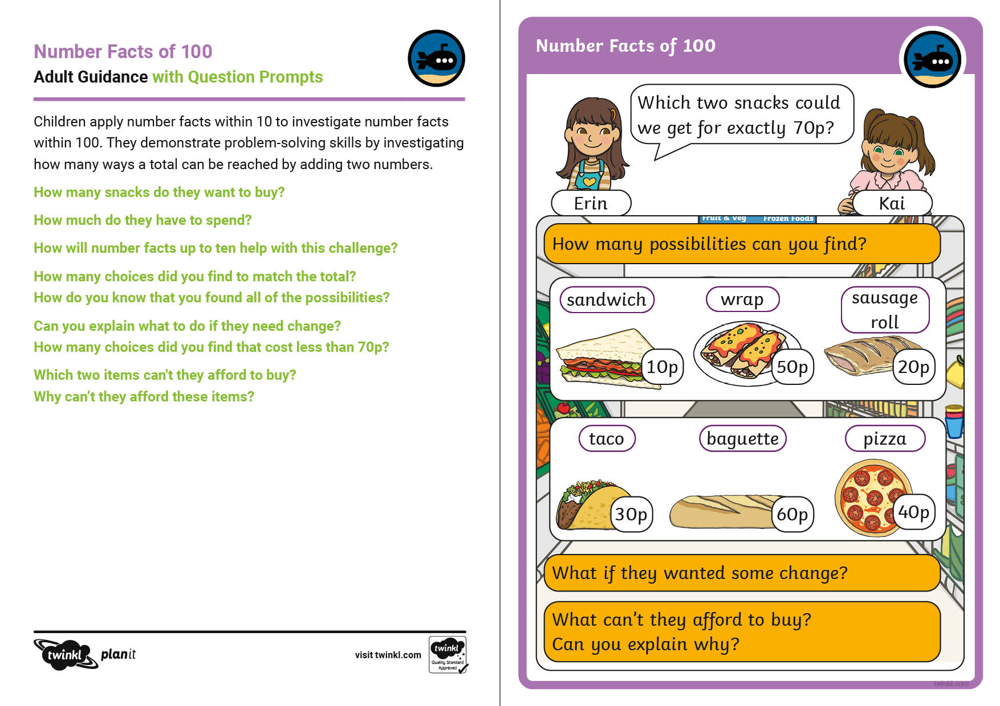 Number Facts of 100
Adult Guidance with Question Prompts
Children apply number facts within 10 to investigate number facts
within 100. They demonstrate problem-solving skills by investigating
how many ways a total can be reached by adding two numbers.
How many snacks do they want to buy?
How much do they have to spend?
How will number facts up to ten help with this challenge?
How many choices did you find to match the total?
How do you know that you found all of the possibilities?
Can you explain what to do if they need change?
How many choices did you find that cost less than 70p?
Which two items can't they afford to buy?
Why can't they afford these items?
twinkl planit
visit twinkl.com
twinkl
Quality Standard
Approved
Number Facts of 100
Which two snacks could
we get for exactly 70p?
Erin
Kai
Fruit & Veg
Frozen Foods
How many possibilities can you find?
sandwich
wrap
sausage
roll
10p
50p
20p
taco
baguette
pizza
30p
60p
40p
What if they wanted some change?
What can't they afford to buy?
Can you explain why?
Twinkl.com